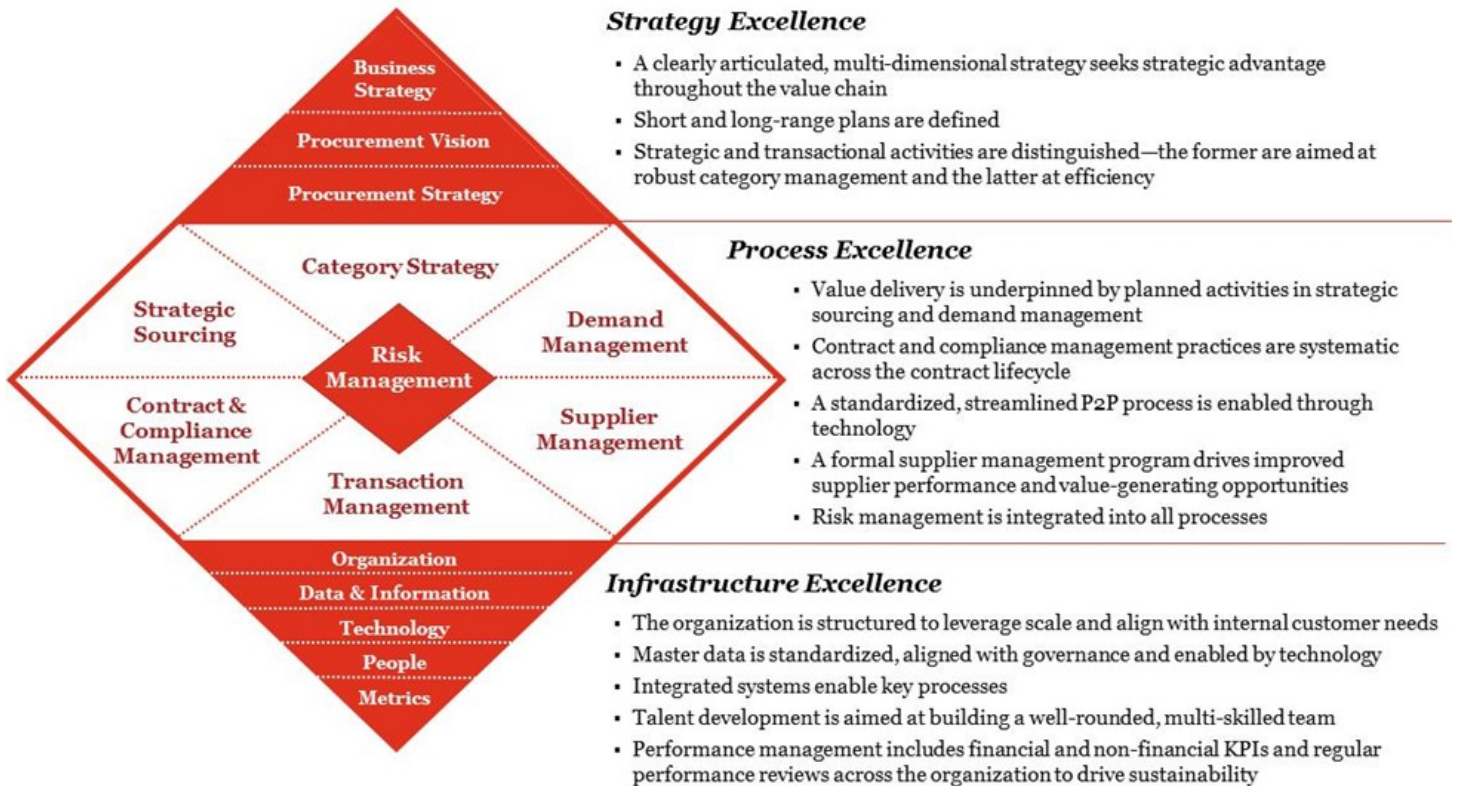 Business
Strategy
Procurement Vision
Procurement Strategy
Category Strategy
Strategic
Sourcing
Demand
Management
Risk
Management
Contract &
Compliance
Management
Supplier
Management
Transaction
Management
Organization
Data & Information
Technology
People
Metrics
Strategy Excellence
▪ A clearly articulated, multi-dimensional strategy seeks strategic advantage
throughout the value chain
▪ Short and long-range plans are defined
▪ Strategic and transactional activities are distinguished—the former are aimed at
robust category management and the latter at efficiency
Process Excellence
▪ Value delivery is underpinned by planned activities in strategic
sourcing and demand management
▪ Contract and compliance management practices are systematic
across the contract lifecycle
▪ A standardized, streamlined P2P process is enabled through
technology
▪ A formal supplier management program drives improved
supplier performance and value-generating opportunities
▪ Risk management is integrated into all processes
Infrastructure Excellence
▪ The organization is structured to leverage scale and align with internal customer needs
▪ Master data is standardized, aligned with governance and enabled by technology
▪ Integrated systems enable key processes
▪ Talent development is aimed at building a well-rounded, multi-skilled team
▪ Performance management includes financial and non-financial KPIs and regular
performance reviews across the organization to drive sustainability